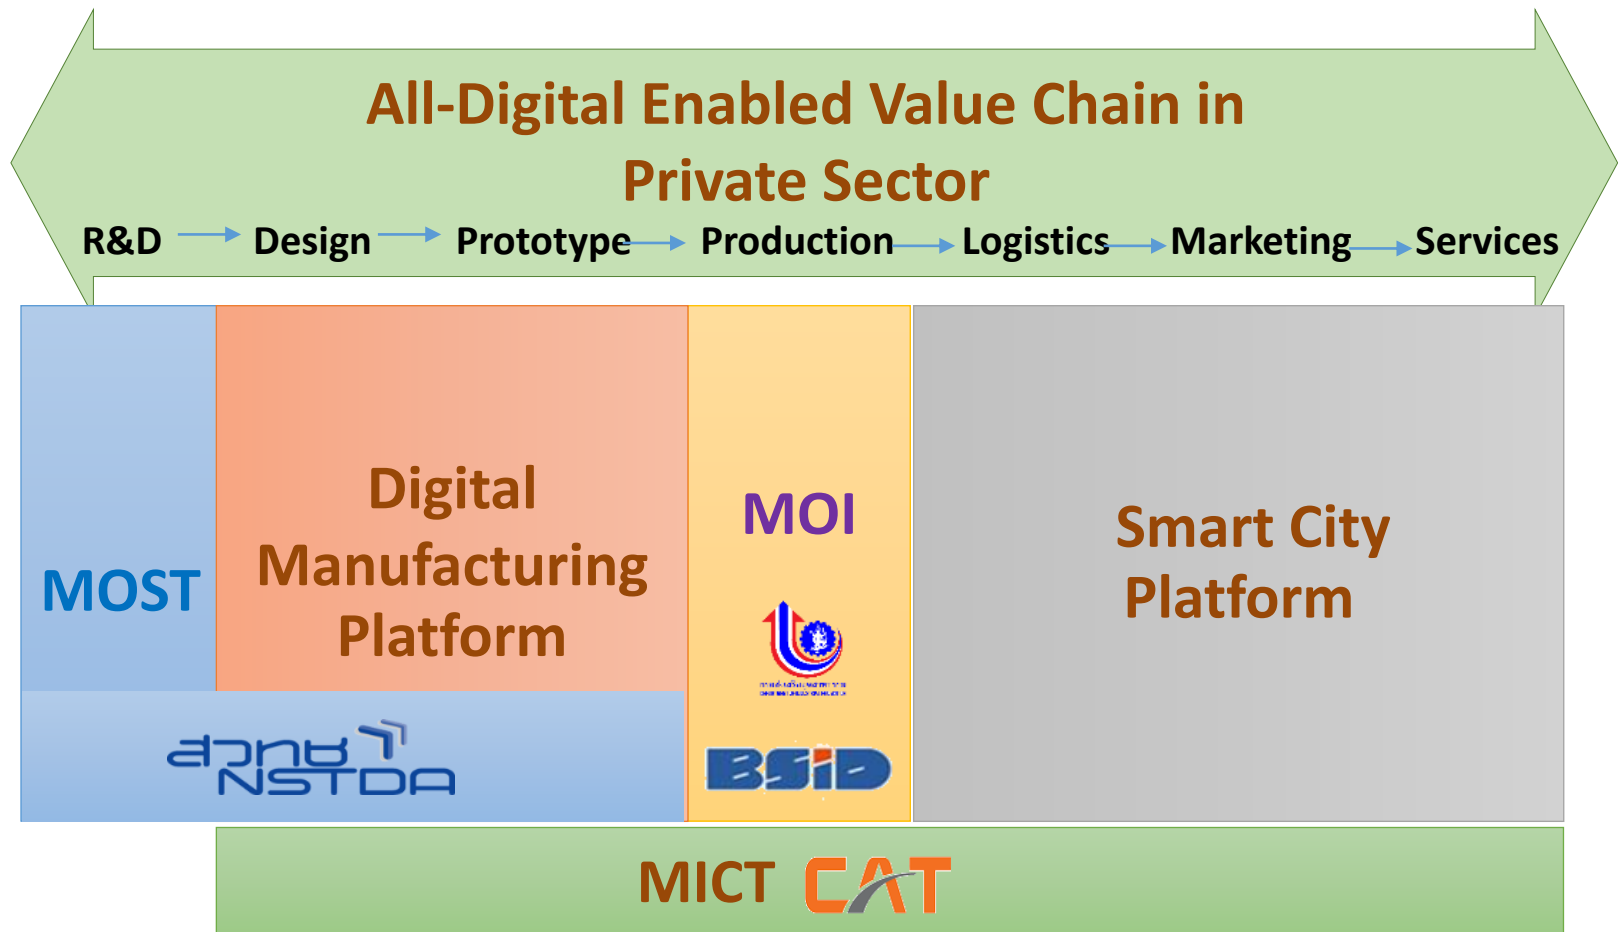 All-Digital Enabled Value Chain in
Private Sector
R&D Design Prototype Production Logistics Marketing Services
MOST
Digital
Manufacturing
Platform
MOI
Smart City
Platform
สวทช
NSTDA
BSiD
MICT CAT